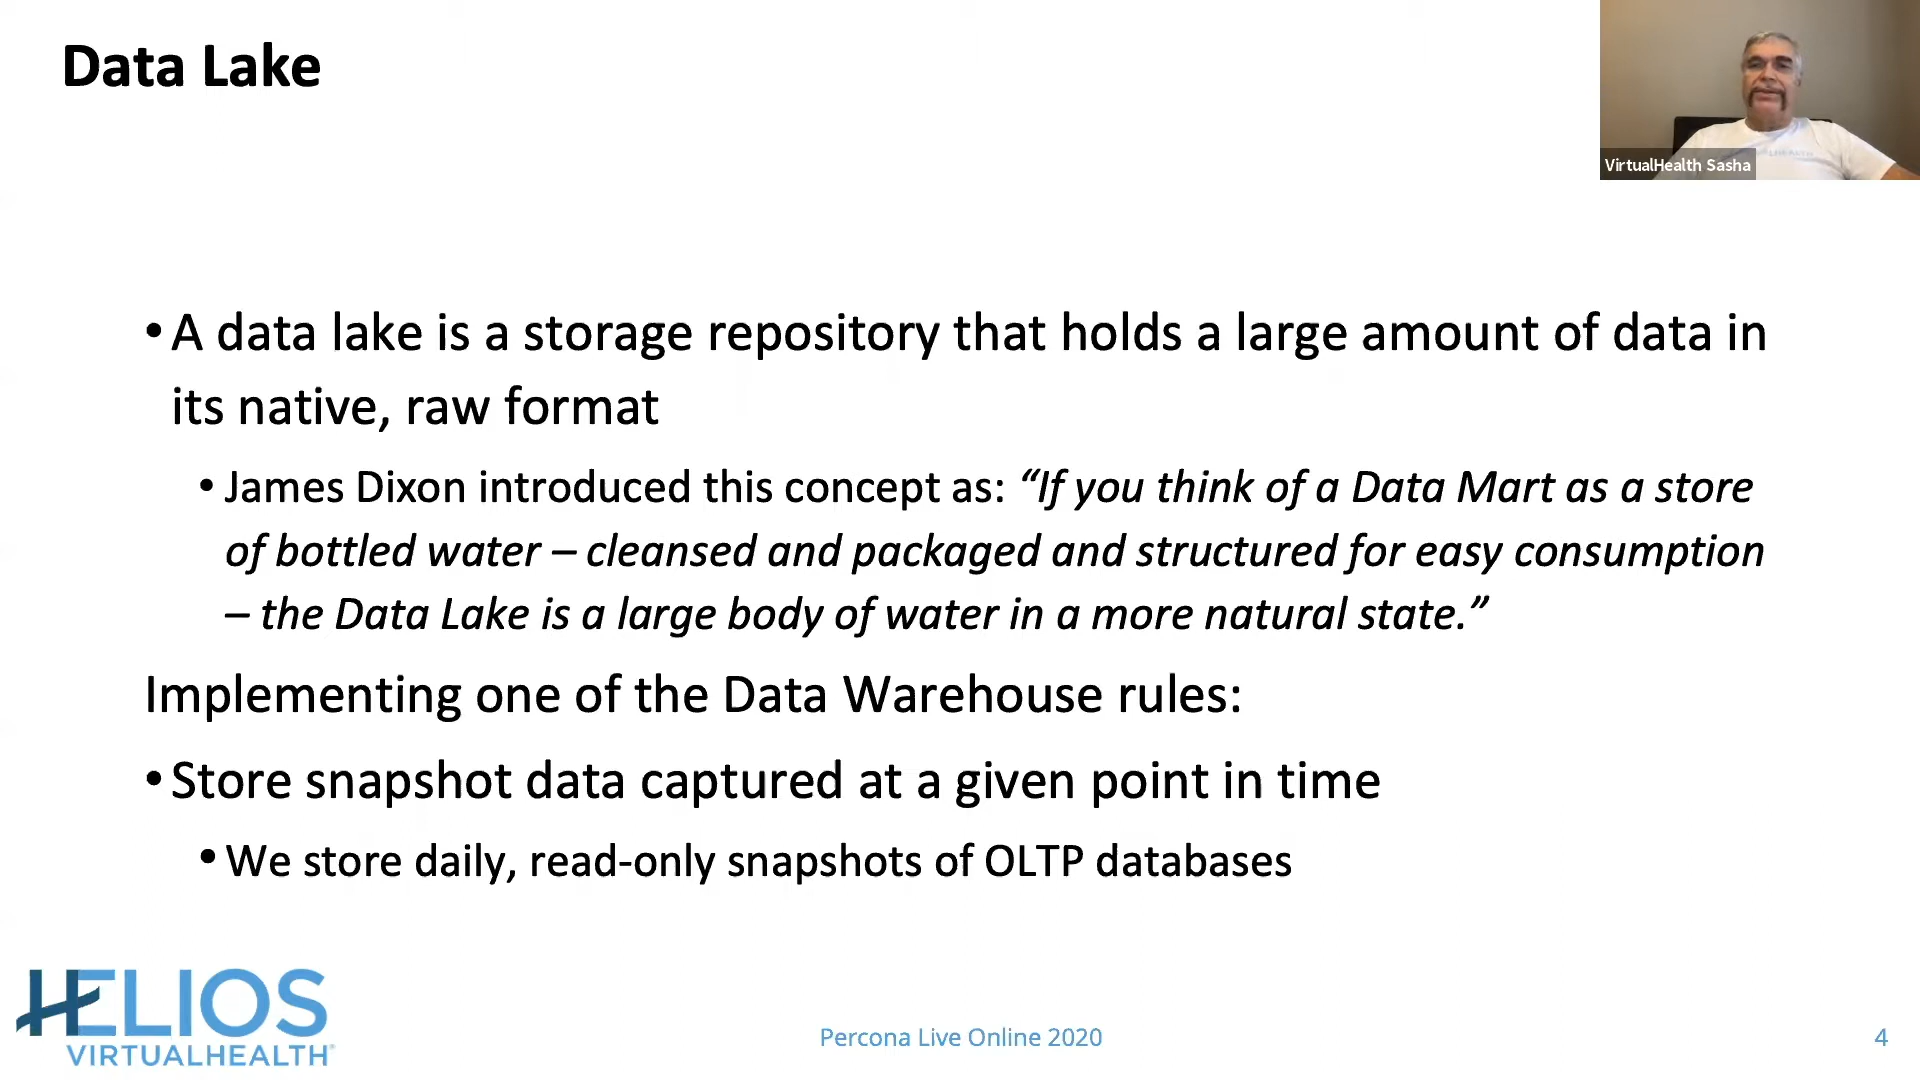 Data Lake
VirtualHealth Sasha
•A data lake is a storage repository that holds a large amount of data in
its native, raw format
•James Dixon introduced this concept as: “If you think of a Data Mart as a store
of bottled water – cleansed and packaged and structured for easy consumption
– the Data Lake is a large body of water in a more natural state.”
Implementing one of the Data Warehouse rules:
•Store snapshot data captured at a given point in time
•We store daily, read-only snapshots of OLTP databases
HELIOS
VIRTUALHEALTH
Percona Live Online 2020
4